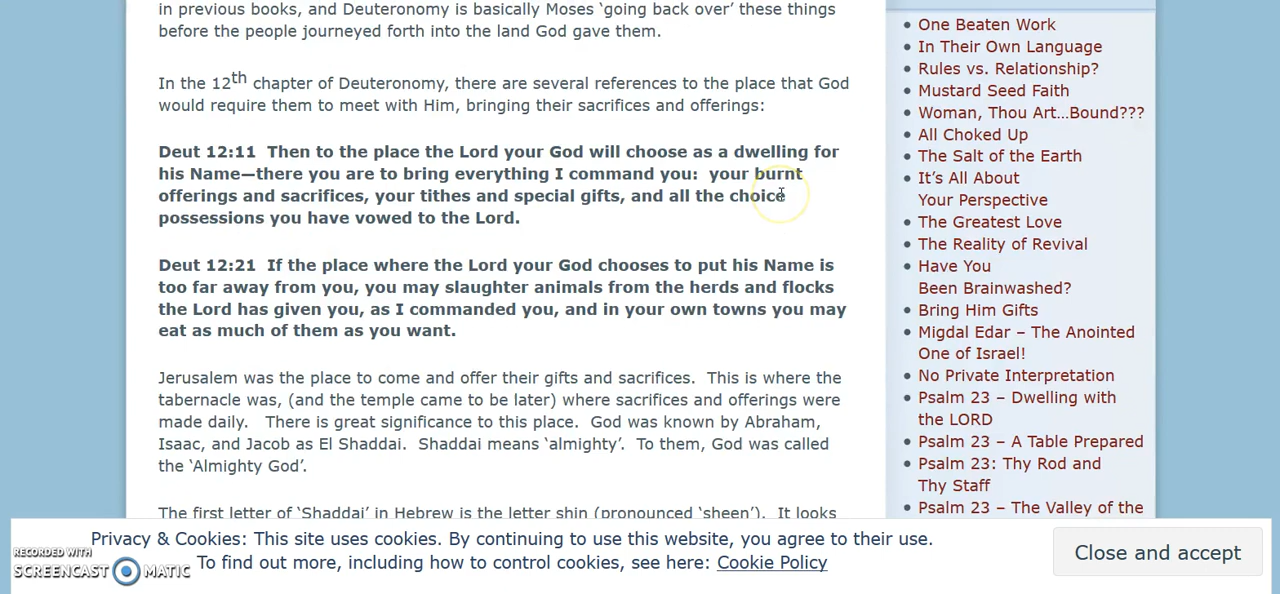 in previous books, and Deuteronomy is basically Moses ‘going back over’ these things
before the people journeyed forth into the land God gave them.
In the 12th chapter of Deuteronomy, there are several references to the place that God
would require them to meet with Him, bringing their sacrifices and offerings:
Deut 12:11  Then to the place the Lord your God will choose as a dwelling for
his Name—there you are to bring everything I command you:  your burnt
offerings and sacrifices, your tithes and special gifts, and all the choice
possessions you have vowed to the Lord.
Deut 12:21  If the place where the Lord your God chooses to put his Name is
too far away from you, you may slaughter animals from the herds and flocks
the Lord has given you, as I commanded you, and in your own towns you may
eat as much of them as you want.
Jerusalem was the place to come and offer their gifts and sacrifices.  This is where the
tabernacle was, (and the temple came to be later) where sacrifices and offerings were
made daily.   There is great significance to this place.  God was known by Abraham,
Isaac, and Jacob as El Shaddai.  Shaddai means ‘almighty’.  To them, God was called
the ‘Almighty God’.
The first letter of ‘Shaddai’ in Hebrew is the letter shin (pronounced ‘sheen’).  It looks
One Beaten Work
In Their Own Language
Rules vs. Relationship?
Mustard Seed Faith
Woman, Thou Art…Bound???
All Choked Up
The Salt of the Earth
It’s All About
Your Perspective
The Greatest Love
The Reality of Revival
Have You
Been Brainwashed?
Bring Him Gifts
Migdal Edar – The Anointed
One of Israel!
No Private Interpretation
Psalm 23 – Dwelling with
the LORD
Psalm 23 – A Table Prepared
Psalm 23: Thy Rod and
Thy Staff
Psalm 23 – The Valley of the
Privacy & Cookies: This site uses cookies. By continuing to use this website, you agree to their use.
To find out more, including how to control cookies, see here: Cookie Policy
Close and accept
RECORDED WITH
SCREENCAST MATIC